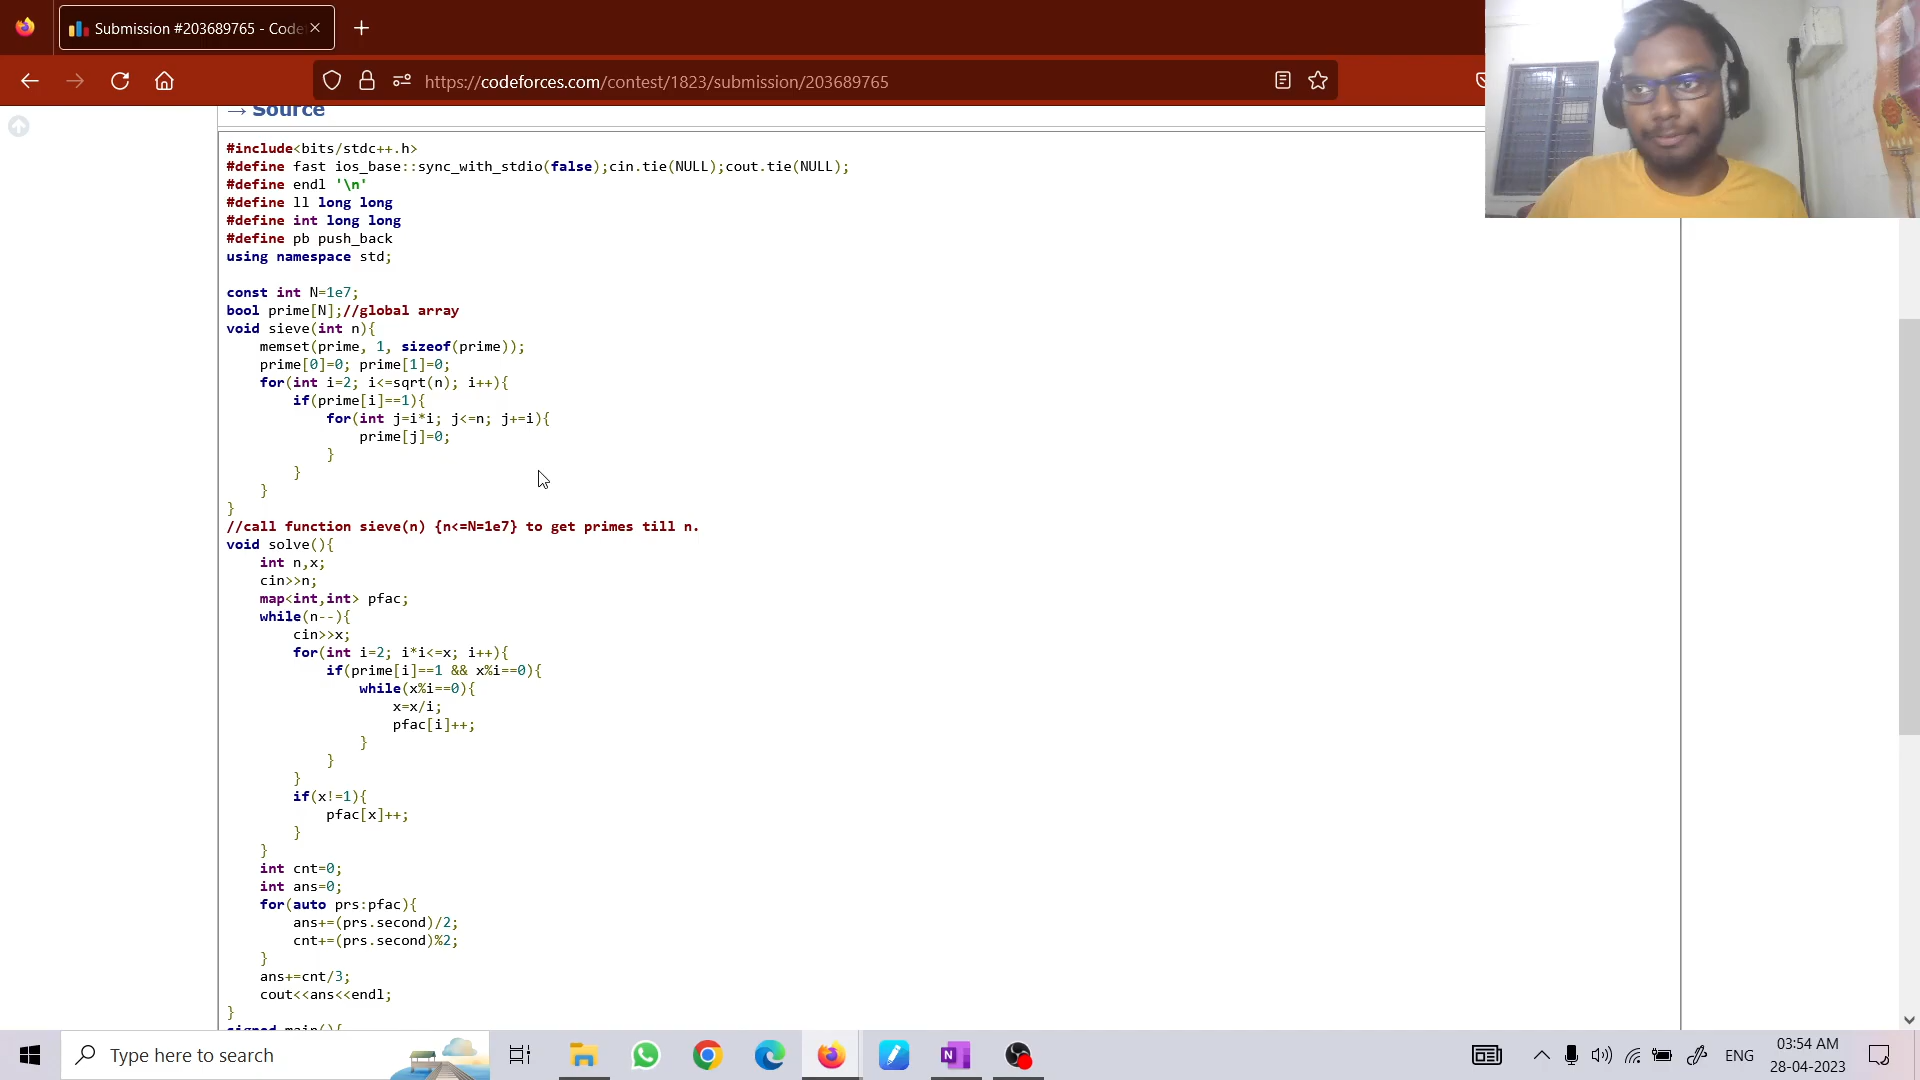 Submission #203689765 - Code
https://codeforces.com/contest/1823/submission/203689765
→ Source
#include<bits/stdc++.h>
#define fast ios_base::sync_with_stdio(false);cin.tie(NULL);cout.tie(NULL);
#define endl '\n'
#define ll long long
#define int long long
#define pb push_back
using namespace std;
const int N=1e7;
bool prime[N];//global array
void sieve(int n){
memset(prime, 1, sizeof(prime));
prime[0]=0; prime[1]=0;
for(int i=2; i<=sqrt(n); i++){
if(prime[i]==1){
for(int j=i*i; j<=n; j+=i){
prime[j]=0;
}
}
}
}
//call function sieve(n) {n<=N=1e7} to get primes till n.
void solve(){
int n,x;
cin>>n;
map<int,int> pfac;
while(n--){
cin>>x;
for(int i=2; i*i<=x; i++){
if(prime[i]==1 && x%i==0){
while(x%i==0){
x=x/i;
pfac[i]++;
}
}
}
if(x!=1){
pfac[x]++;
}
}
int cnt=0;
int ans=0;
for(auto prs:pfac){
ans+=(prs.second)/2;
cnt+=(prs.second)%2;
}
ans+=cnt/3;
cout<<ans<<endl;
}
signed main(){
Type here to search
N
ENG
03:54 AM
28-04-2023